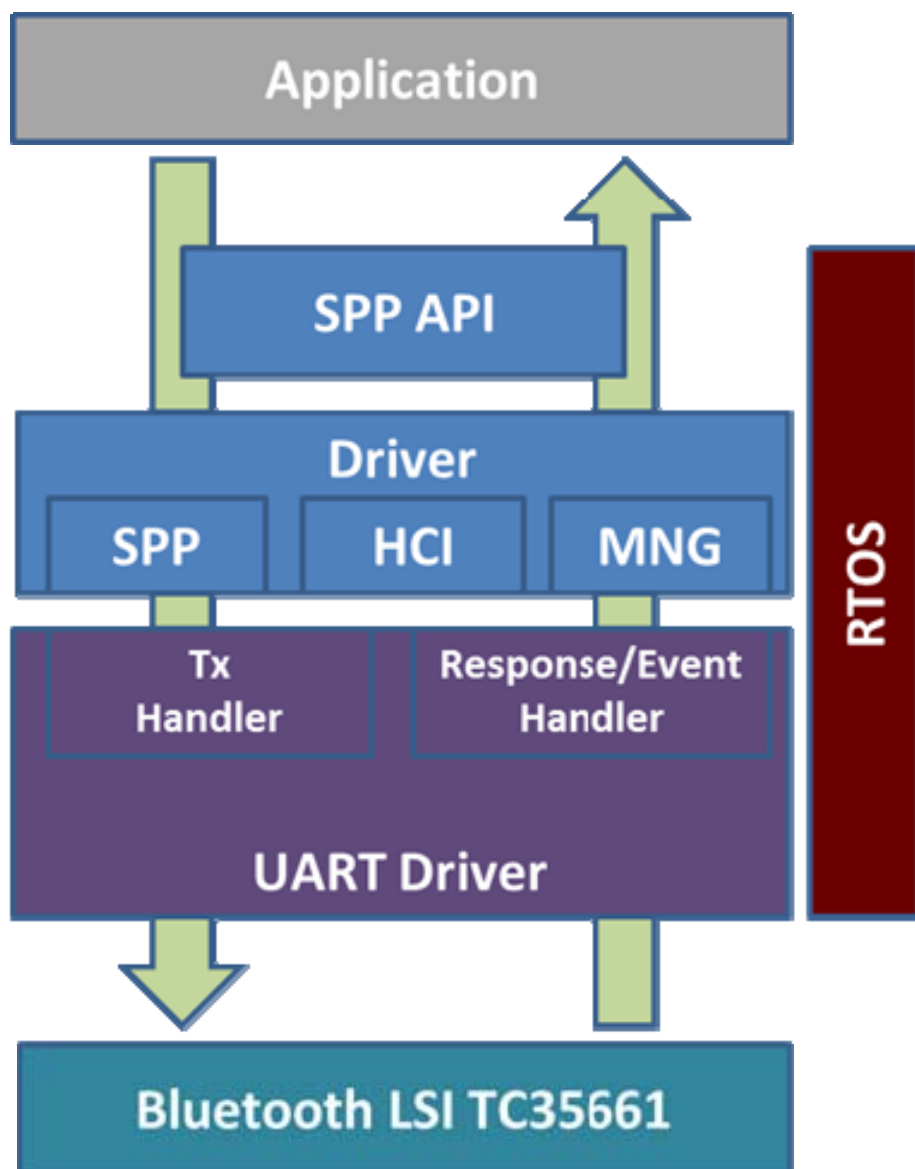 Application
SPP API
Driver
SPP
HCI
MNG
RTOS
Tx
Handler
Response/Event
Handler
UART Driver
Bluetooth LSI TC35661